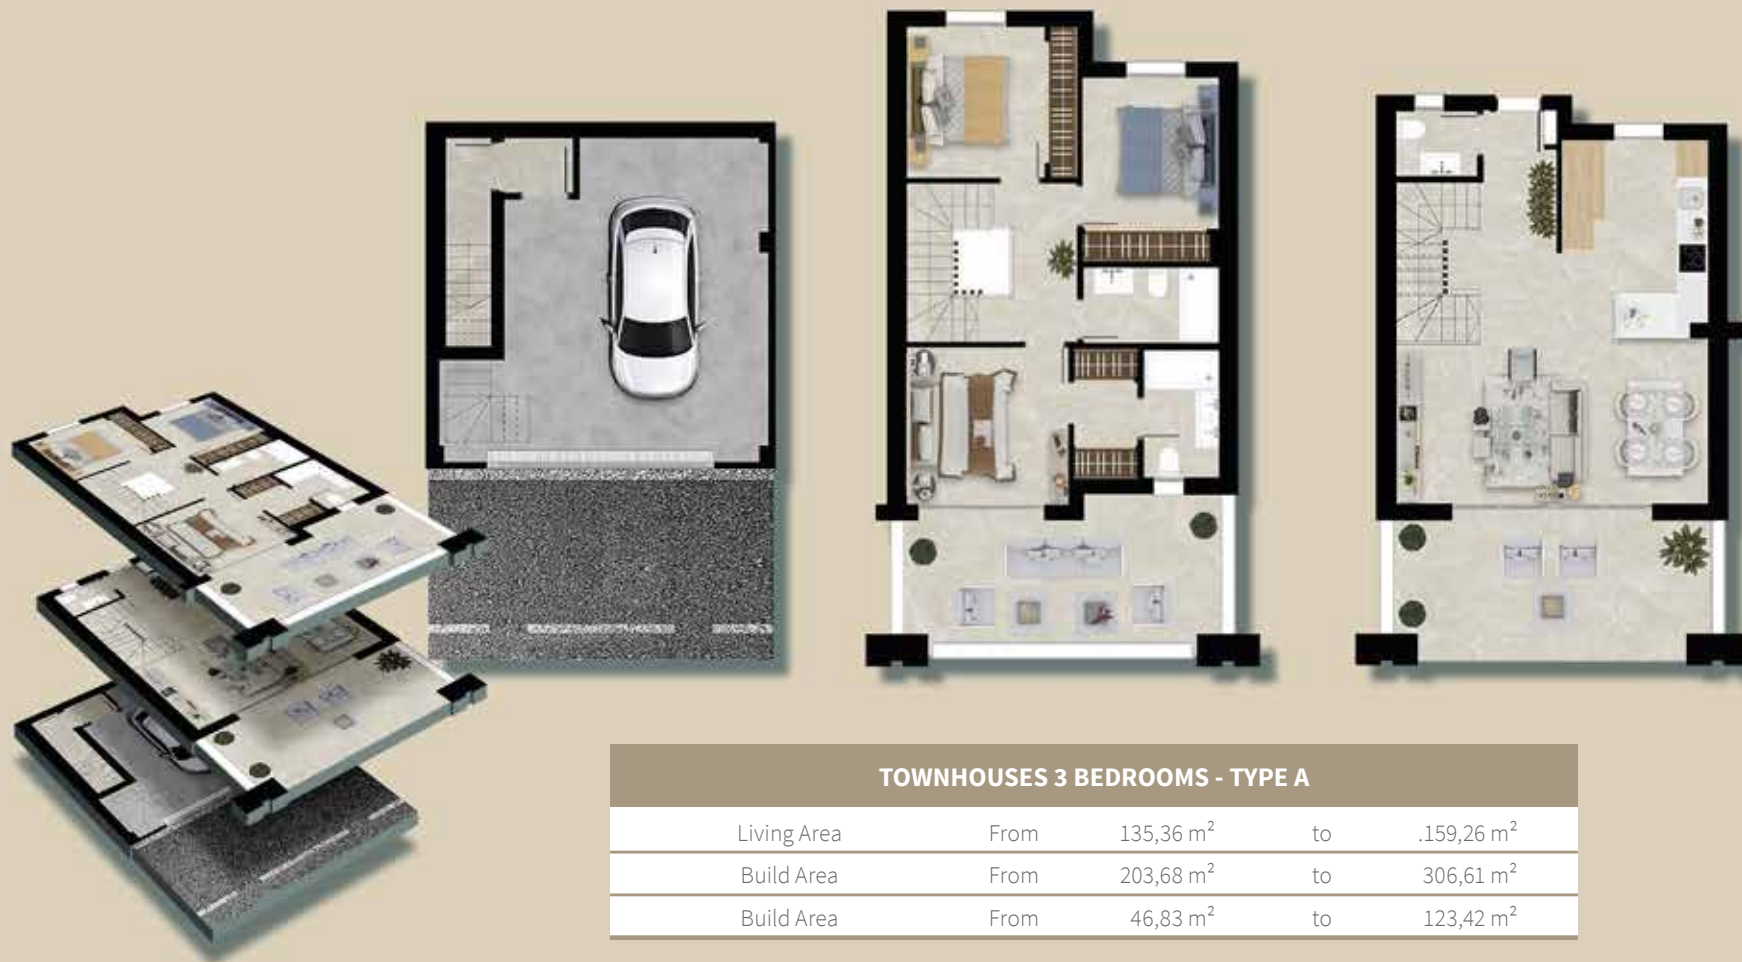 TOWNHOUSES 3 BEDROOMS - TYPE A
Living Area From 135,36 m² to .159,26 m²
Build Area From 203,68 m² to 306,61 m²
Build Area From 46,83 m² to 123,42 m²